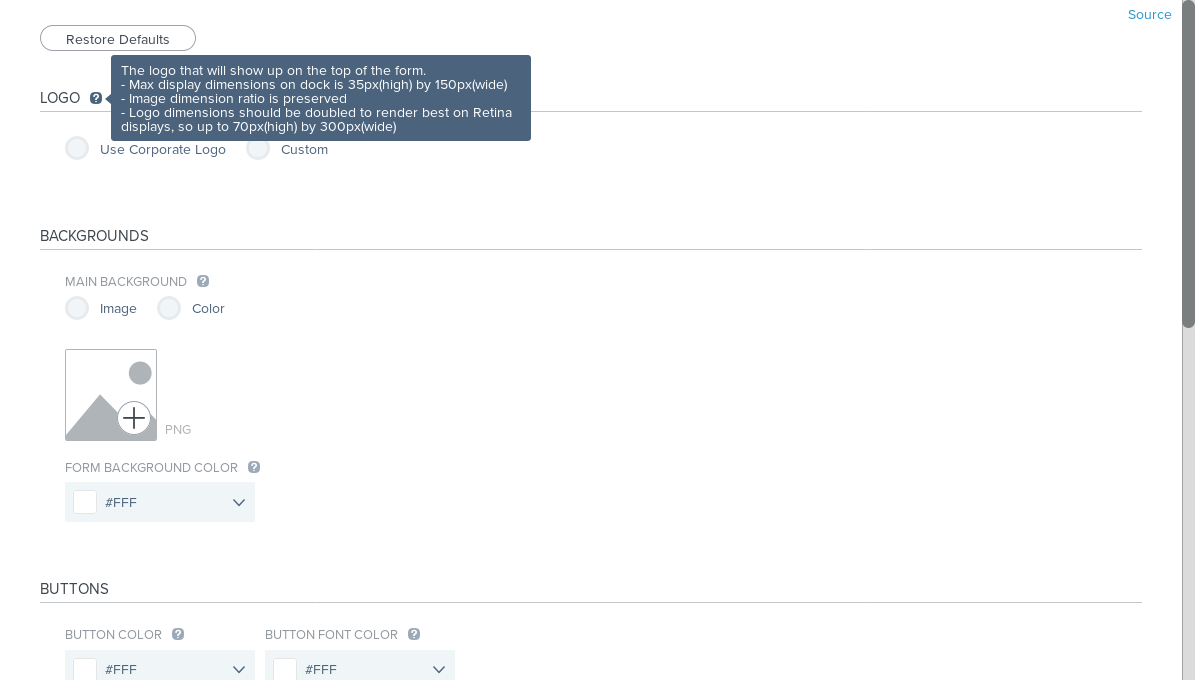 Source
Restore Defaults
The logo that will show up on the top of the form.
- Max display dimensions on dock is 35px(high) by 150px(wide)
- Image dimension ratio is preserved
- Logo dimensions should be doubled to render best on Retina
displays, so up to 70px(high) by 300px(wide)
LOGO ?
Use Corporate Logo Custom
BACKGROUNDS
MAIN BACKGROUND ?
Image Color
PNG
FORM BACKGROUND COLOR ?
#FFF
BUTTONS
BUTTON COLOR ? BUTTON FONT COLOR ?
#FFF #FFF